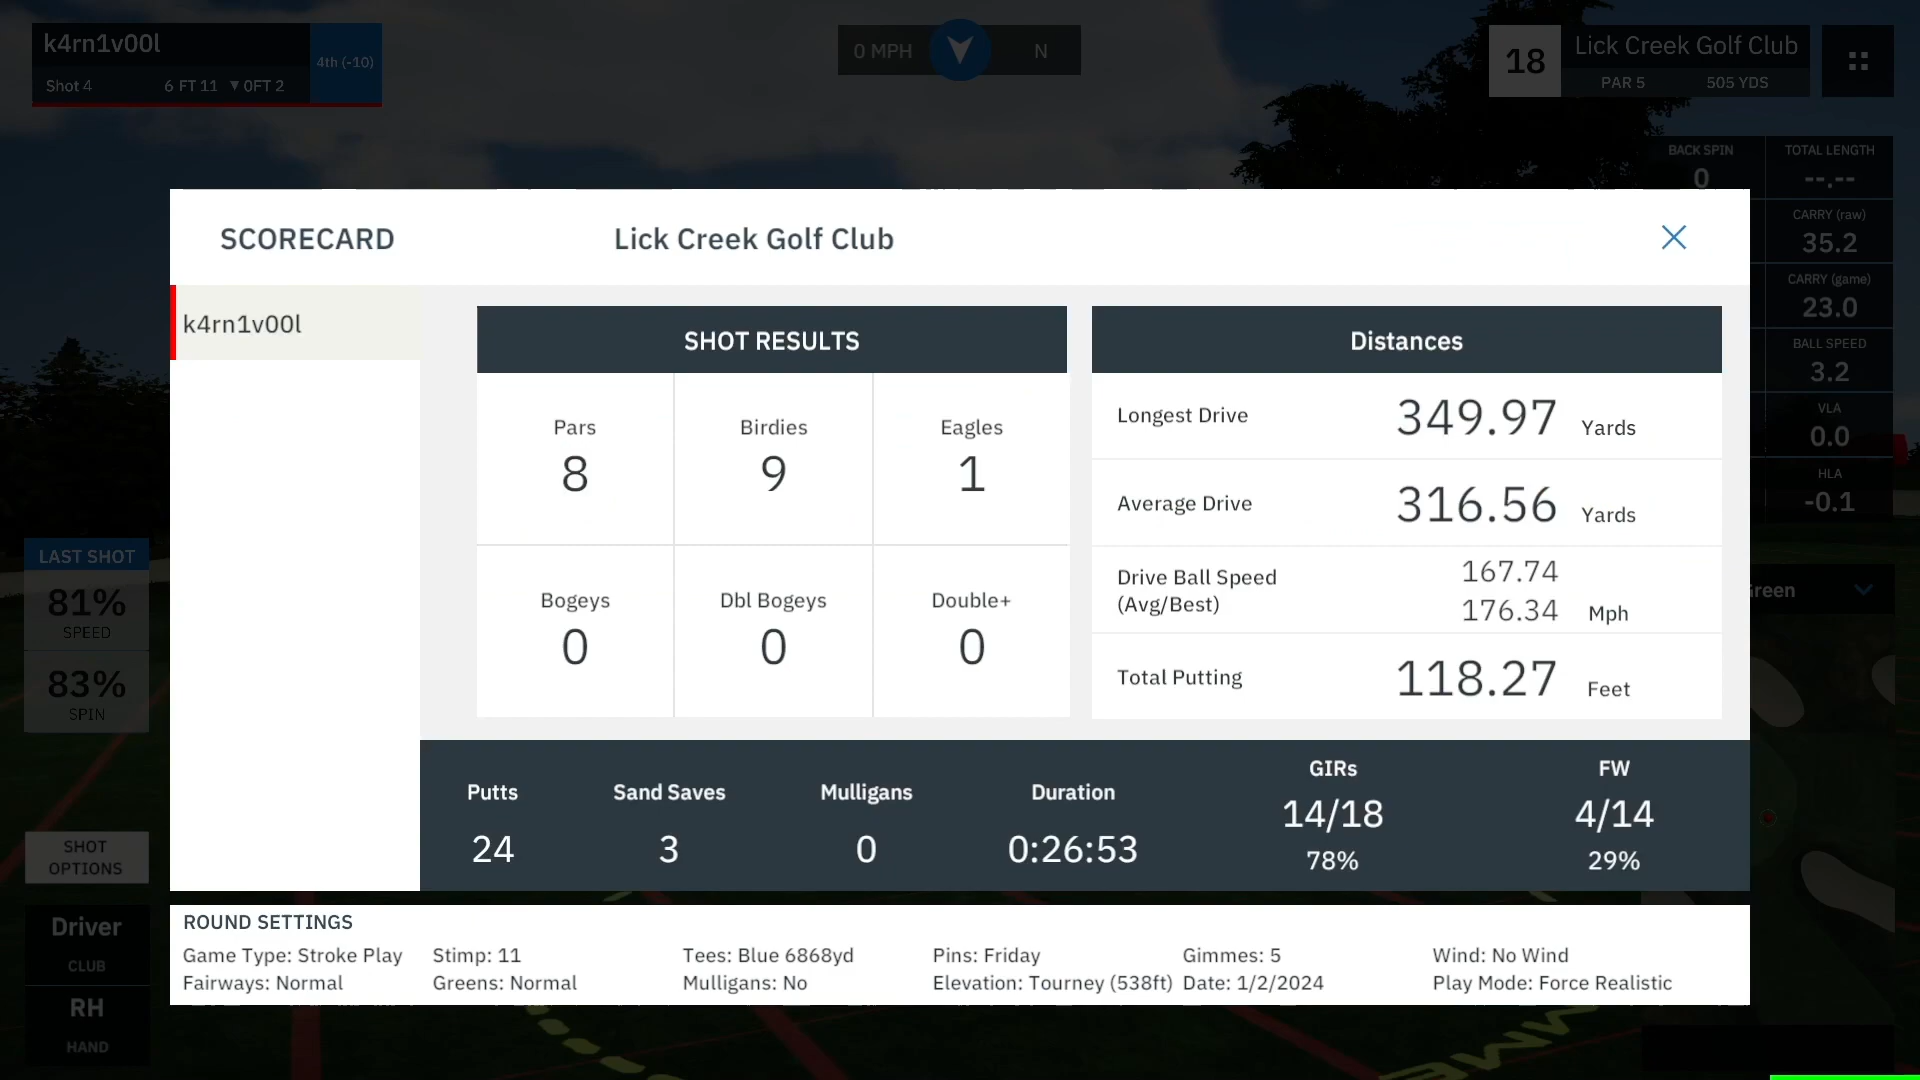 k4rn1v00l
4th (-10)
Shot 4 6 FT 11 ▼0FT 2
0 MPH N
18
Lick Creek Golf Club
PAR 5 505 YDS
BACK SPIN
0
TOTAL LENGTH
--.--
CARRY (raw)
35.2
CARRY (game)
23.0
BALL SPEED
3.2
VLA
0.0
HLA
-0.1
SCORECARD
Lick Creek Golf Club
k4rn1v00l
SHOT RESULTS
Pars
8
Birdies
9
Eagles
1
Bogeys
0
Dbl Bogeys
0
Double+
0
Distances
Longest Drive 349.97 Yards
Average Drive 316.56 Yards
Drive Ball Speed
(Avg/Best)
167.74
176.34 Mph
Total Putting 118.27 Feet
Putts
24
Sand Saves
3
Mulligans
0
Duration
0:26:53
GIRs
14/18
78%
FW
4/14
29%
ROUND SETTINGS
Game Type: Stroke Play Stimp: 11 Tees: Blue 6868yd Pins: Friday Gimmes: 5 Wind: No Wind
Fairways: Normal Greens: Normal Mulligans: No Elevation: Tourney (538ft) Date: 1/2/2024 Play Mode: Force Realistic
LAST SHOT
81%
SPEED
83%
SPIN
SHOT
OPTIONS
Driver
CLUB
RH
HAND